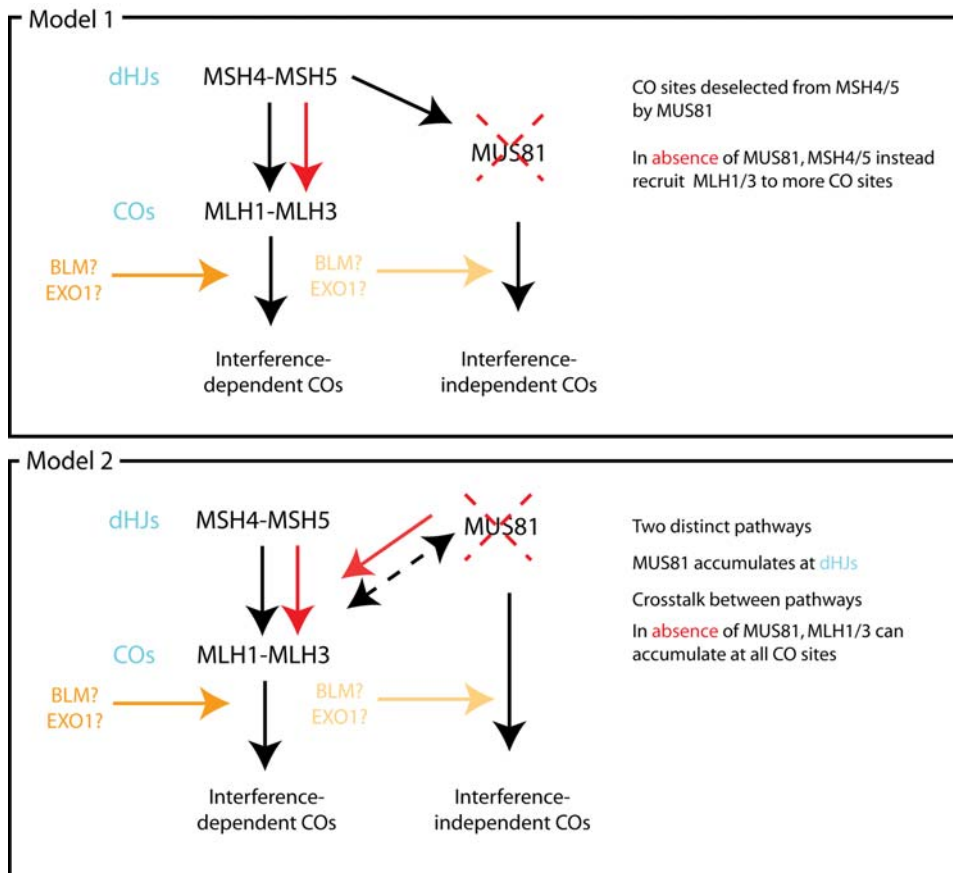 Model 1
dHJs MSH4-MSH5
MUS81
COs MLH1-MLH3
BLM?
EXO1?
BLM?
EXO1?
Interference-
dependent COs
Interference-
independent COs
CO sites deselected from MSH4/5
by MUS81
In absence of MUS81, MSH4/5 instead
recruit MLH1/3 to more CO sites
Model 2
dHJs MSH4-MSH5
MUS81
COs MLH1-MLH3
BLM?
EXO1?
BLM?
EXO1?
Interference-
dependent COs
Interference-
independent COs
Two distinct pathways
MUS81 accumulates at dHJs
Crosstalk between pathways
In absence of MUS81, MLH1/3 can
accumulate at all CO sites